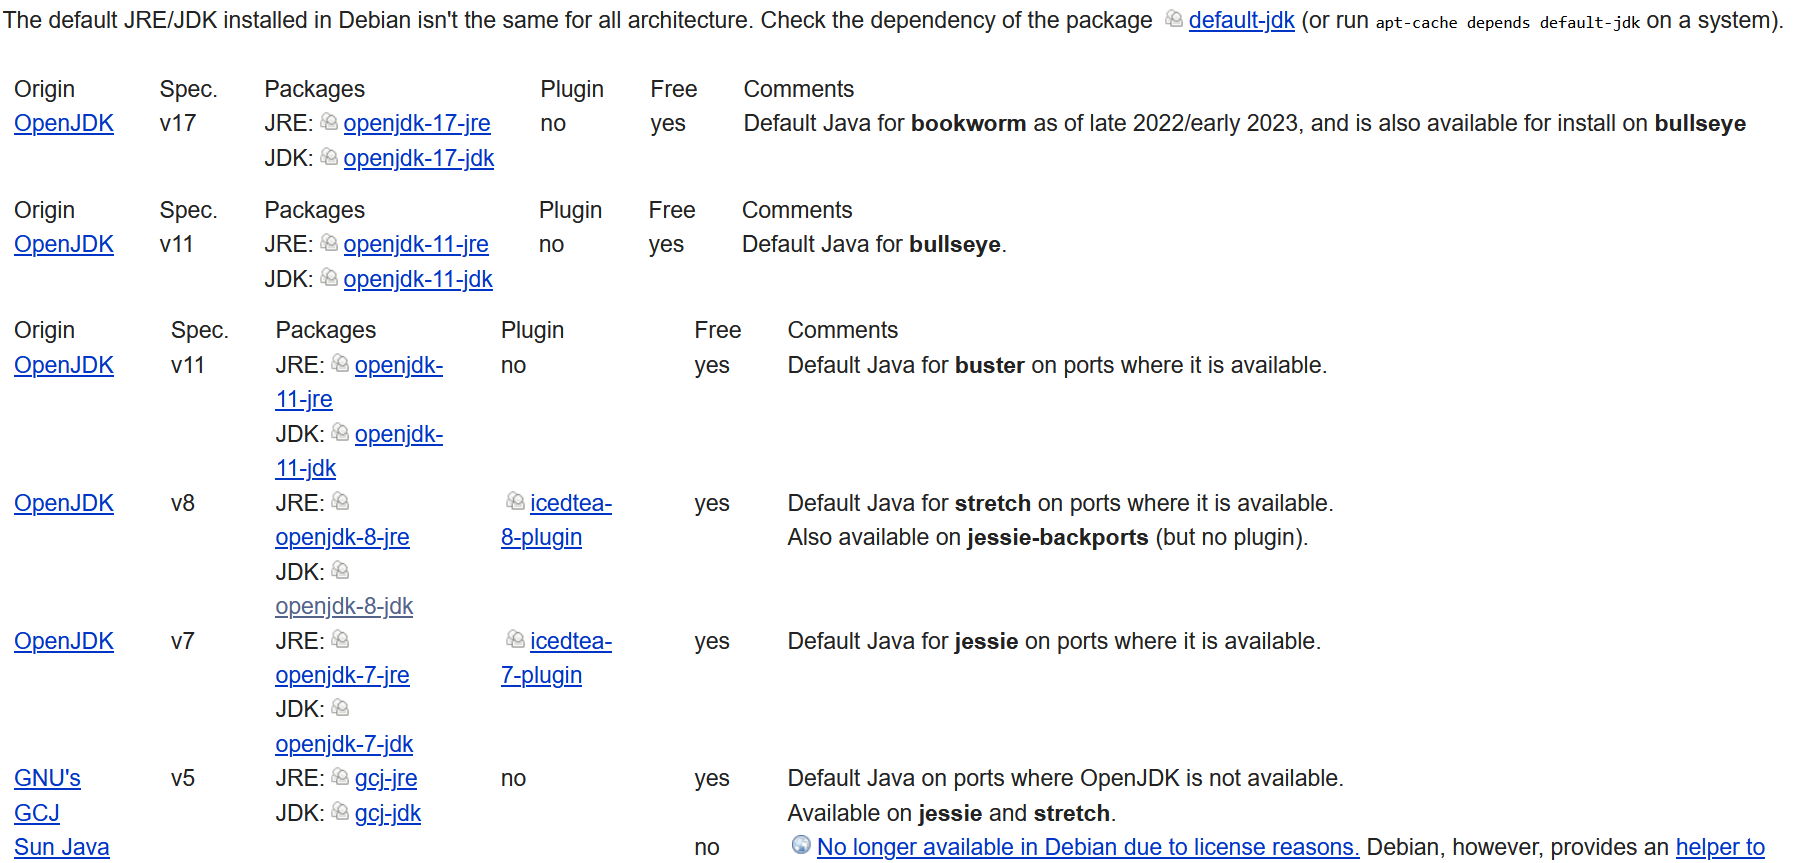 The default JRE/JDK installed in Debian isn't the same for all architecture. Check the dependency of the package default-jdk (or run apt-cache depends default-jdk on a system).
Origin Spec. Packages Plugin Free Comments
OpenJDK v17 JRE: openjdk-17-jre no yes Default Java for bookworm as of late 2022/early 2023, and is also available for install on bullseye
JDK: openjdk-17-jdk
Origin Spec. Packages Plugin Free Comments
OpenJDK v11 JRE: openjdk-11-jre no yes Default Java for bullseye.
JDK: openjdk-11-jdk
Origin Spec. Packages Plugin Free Comments
OpenJDK v11 JRE: openjdk- no yes Default Java for buster on ports where it is available.
11-jre
JDK: openjdk-
11-jdk
OpenJDK v8 JRE: icedtea- yes Default Java for stretch on ports where it is available.
openjdk-8-jre 8-plugin Also available on jessie-backports (but no plugin).
JDK:
openjdk-8-jdk
OpenJDK v7 JRE: icedtea- yes Default Java for jessie on ports where it is available.
openjdk-7-jre 7-plugin
JDK:
openjdk-7-jdk
GNU's v5 JRE: gcj-jre no yes Default Java on ports where OpenJDK is not available.
GCJ JDK: gcj-jdk Available on jessie and stretch.
Sun Java no No longer available in Debian due to license reasons. Debian, however, provides an helper to